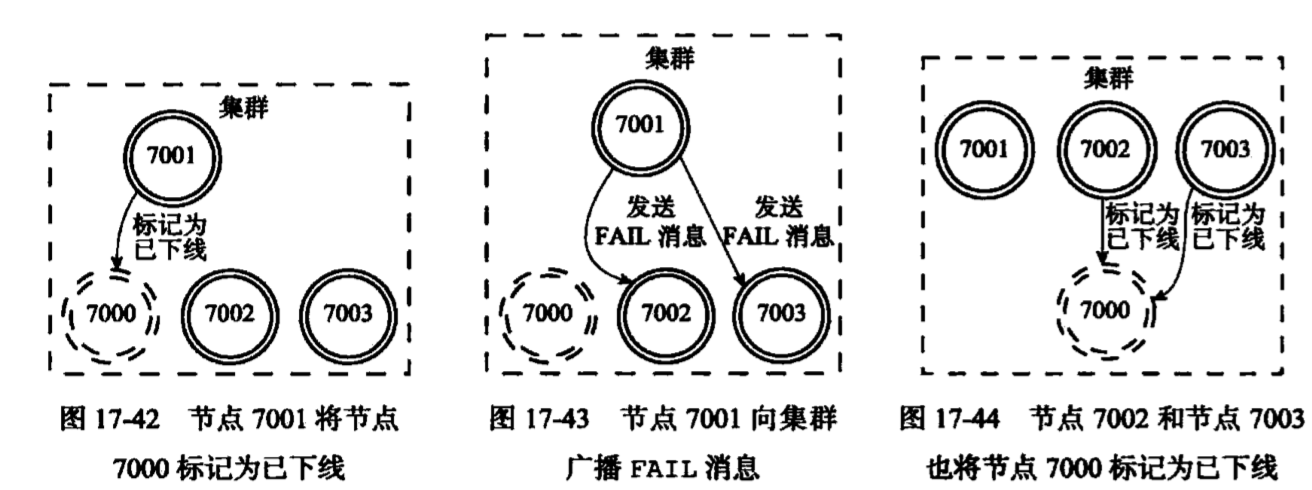 集群
7001
标记为
已下线
7000
7002
7003
图 17-42 节点 7001 将节点
7000 标记为已下线
集群
7001
发送
FAIL 消息
发送
FAIL 消息
7000
7002
7003
图 17-43 节点 7001 向集群
广播 FAIL 消息
集群
7001
7002
7003
标记为
已下线
标记为
已下线
7000
图 17-44 节点 7002 和节点 7003
也将节点 7000 标记为已下线